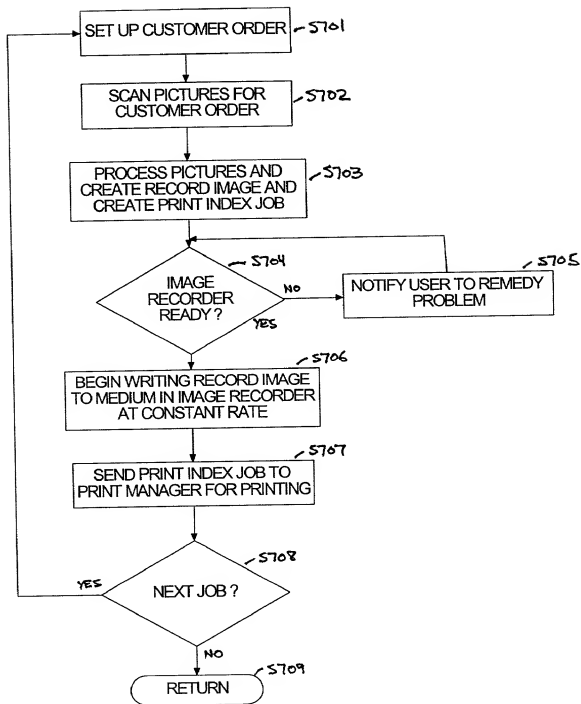 SET UP CUSTOMER ORDER
S701
SCAN PICTURES FOR
CUSTOMER ORDER
S702
PROCESS PICTURES AND
CREATE RECORD IMAGE AND
CREATE PRINT INDEX JOB
S703
S704
IMAGE
RECORDER
READY ?
NO
YES
S705
NOTIFY USER TO REMEDY
PROBLEM
S706
BEGIN WRITING RECORD IMAGE
TO MEDIUM IN IMAGE RECORDER
AT CONSTANT RATE
S707
SEND PRINT INDEX JOB TO
PRINT MANAGER FOR PRINTING
S708
YES
NEXT JOB ?
NO
S709
RETURN